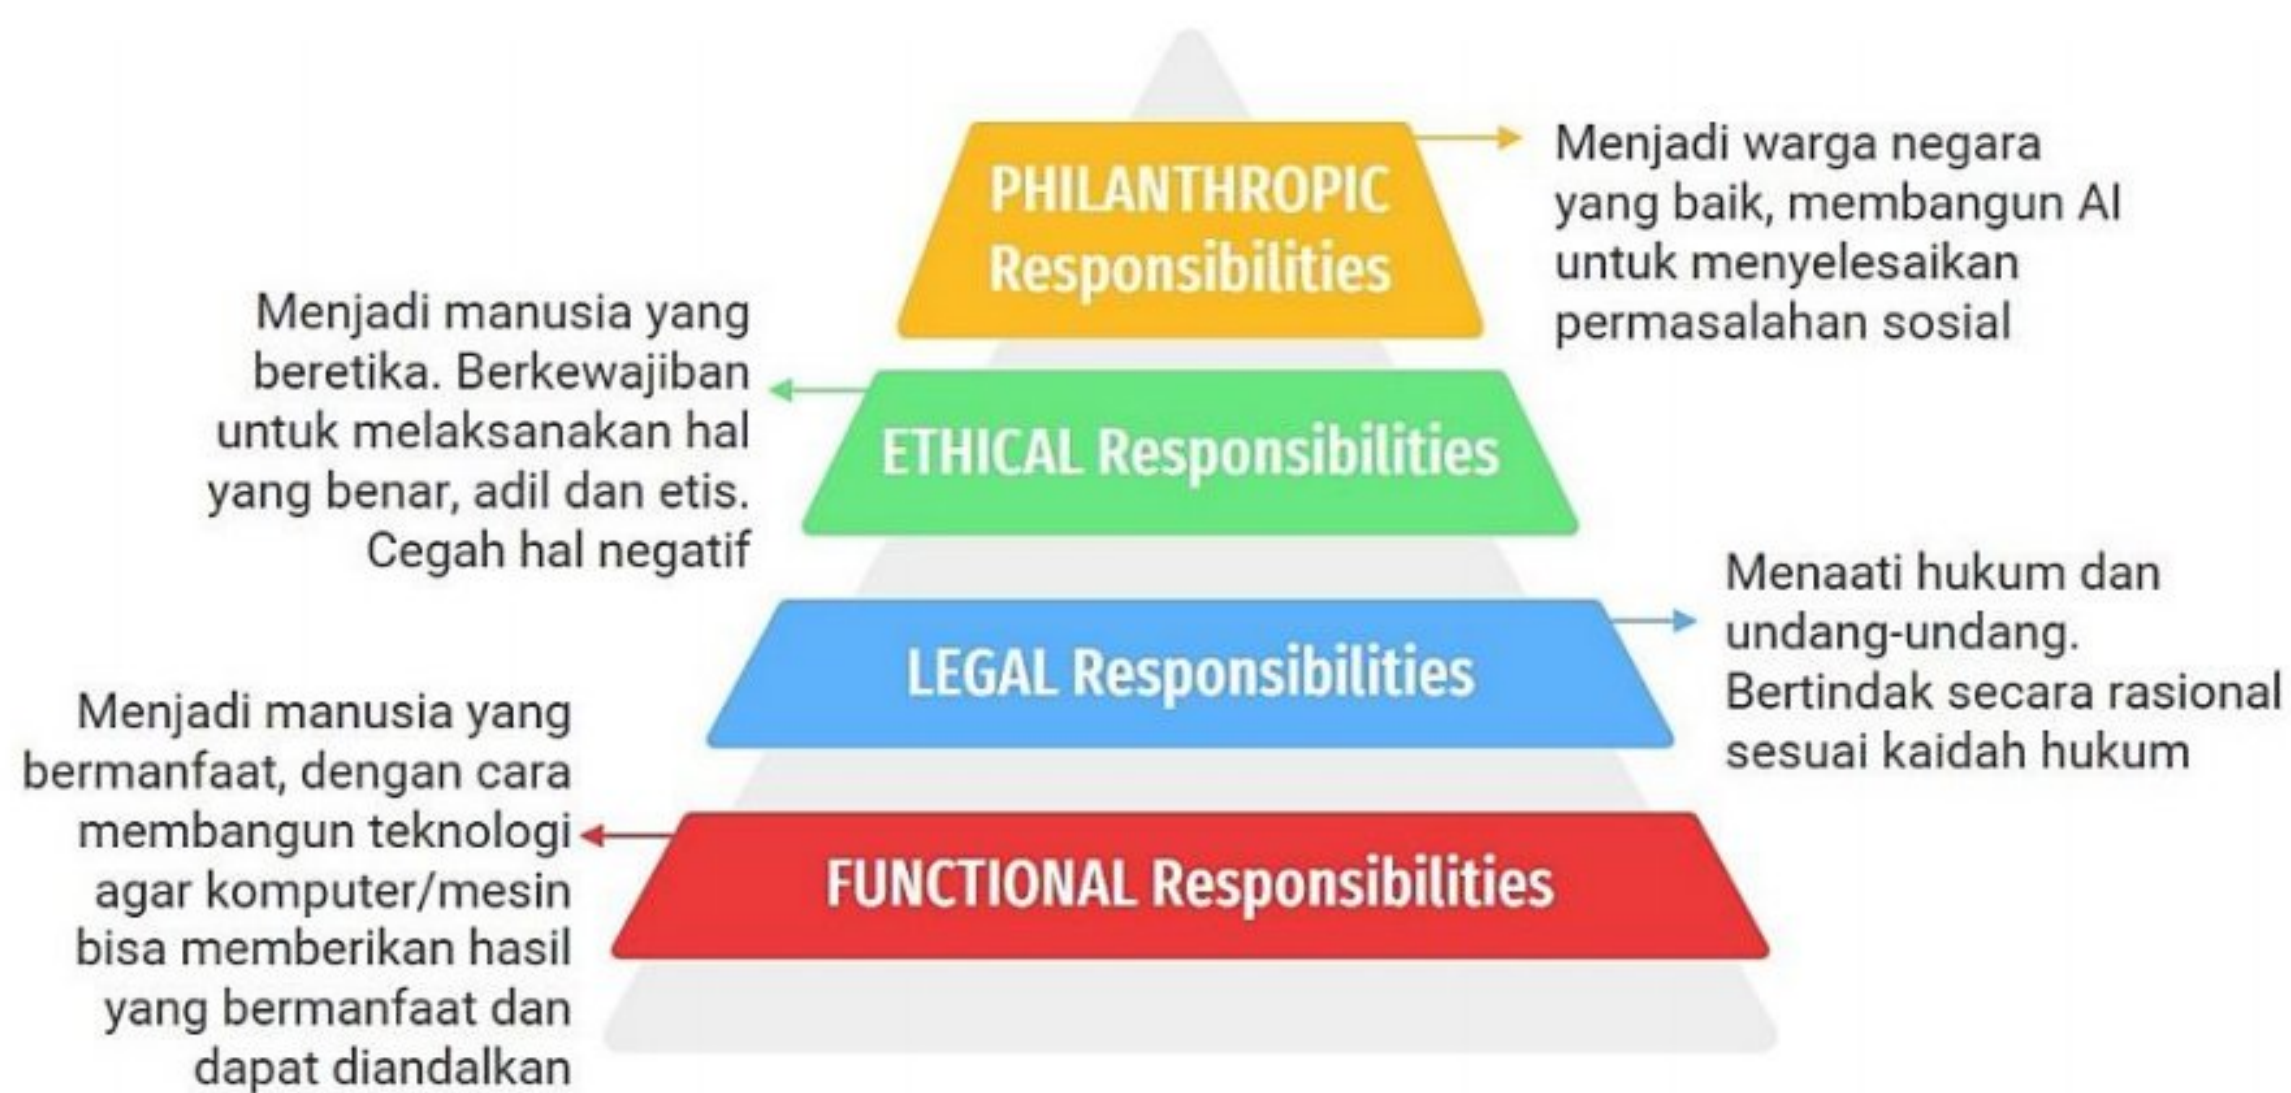 PHILANTHROPIC
Responsibilities
Menjadi warga negara
yang baik, membangun AI
untuk menyelesaikan
permasalahan sosial
Menjadi manusia yang
beretika. Berkewajiban
untuk melaksanakan hal
yang benar, adil dan etis.
Cegah hal negatif
ETHICAL Responsibilities
LEGAL Responsibilities
Menaati hukum dan
undang-undang.
Bertindak secara rasional
sesuai kaidah hukum
Menjadi manusia yang
bermanfaat, dengan cara
membangun teknologi
agar komputer/mesin
bisa memberikan hasil
yang bermanfaat dan
dapat diandalkan
FUNCTIONAL Responsibilities